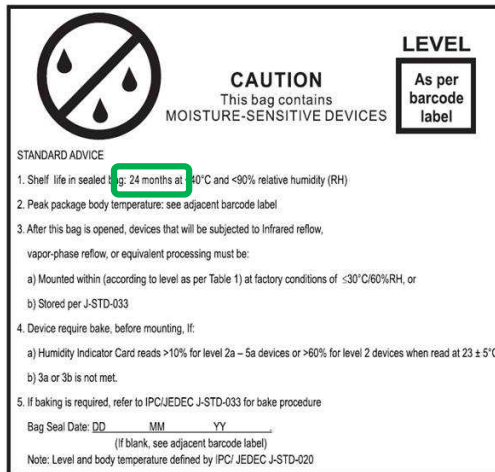 CAUTION
This bag contains
MOISTURE-SENSITIVE DEVICES
LEVEL
As per
barcode
label
STANDARD ADVICE
1. Shelf life in sealed bag: 24 months at <40°C and <90% relative humidity (RH)
2. Peak package body temperature: see adjacent barcode label
3. After this bag is opened, devices that will be subjected to Infrared reflow,
vapor-phase reflow, or equivalent processing must be:
a) Mounted within (according to level as per Table 1) at factory conditions of ≤30°C/60%RH, or
b) Stored per J-STD-033
4. Device require bake, before mounting, If:
a) Humidity Indicator Card reads >10% for level 2a – 5a devices or >60% for level 2 devices when read at 23 ± 5°C
b) 3a or 3b is not met.
5. If baking is required, refer to IPC/JEDEC J-STD-033 for bake procedure
Bag Seal Date: DD MM YY .
(If blank, see adjacent barcode label)
Note: Level and body temperature defined by IPC/ JEDEC J-STD-020